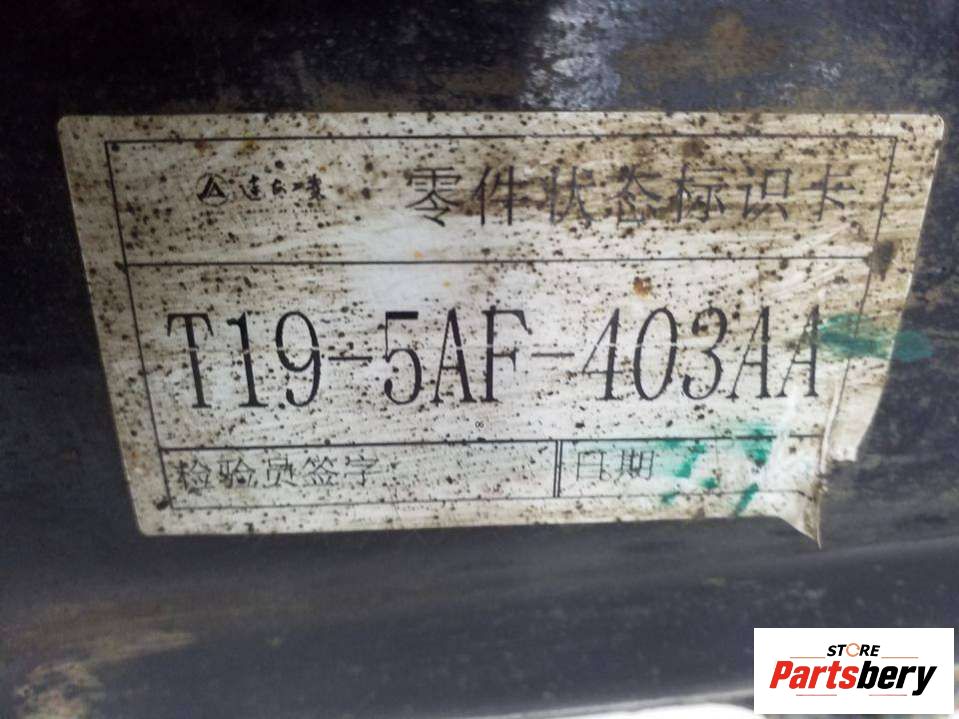 零件状态标识卡
T19-5AF-403AA
06
检验员签字
日期
STORE
Partsbery